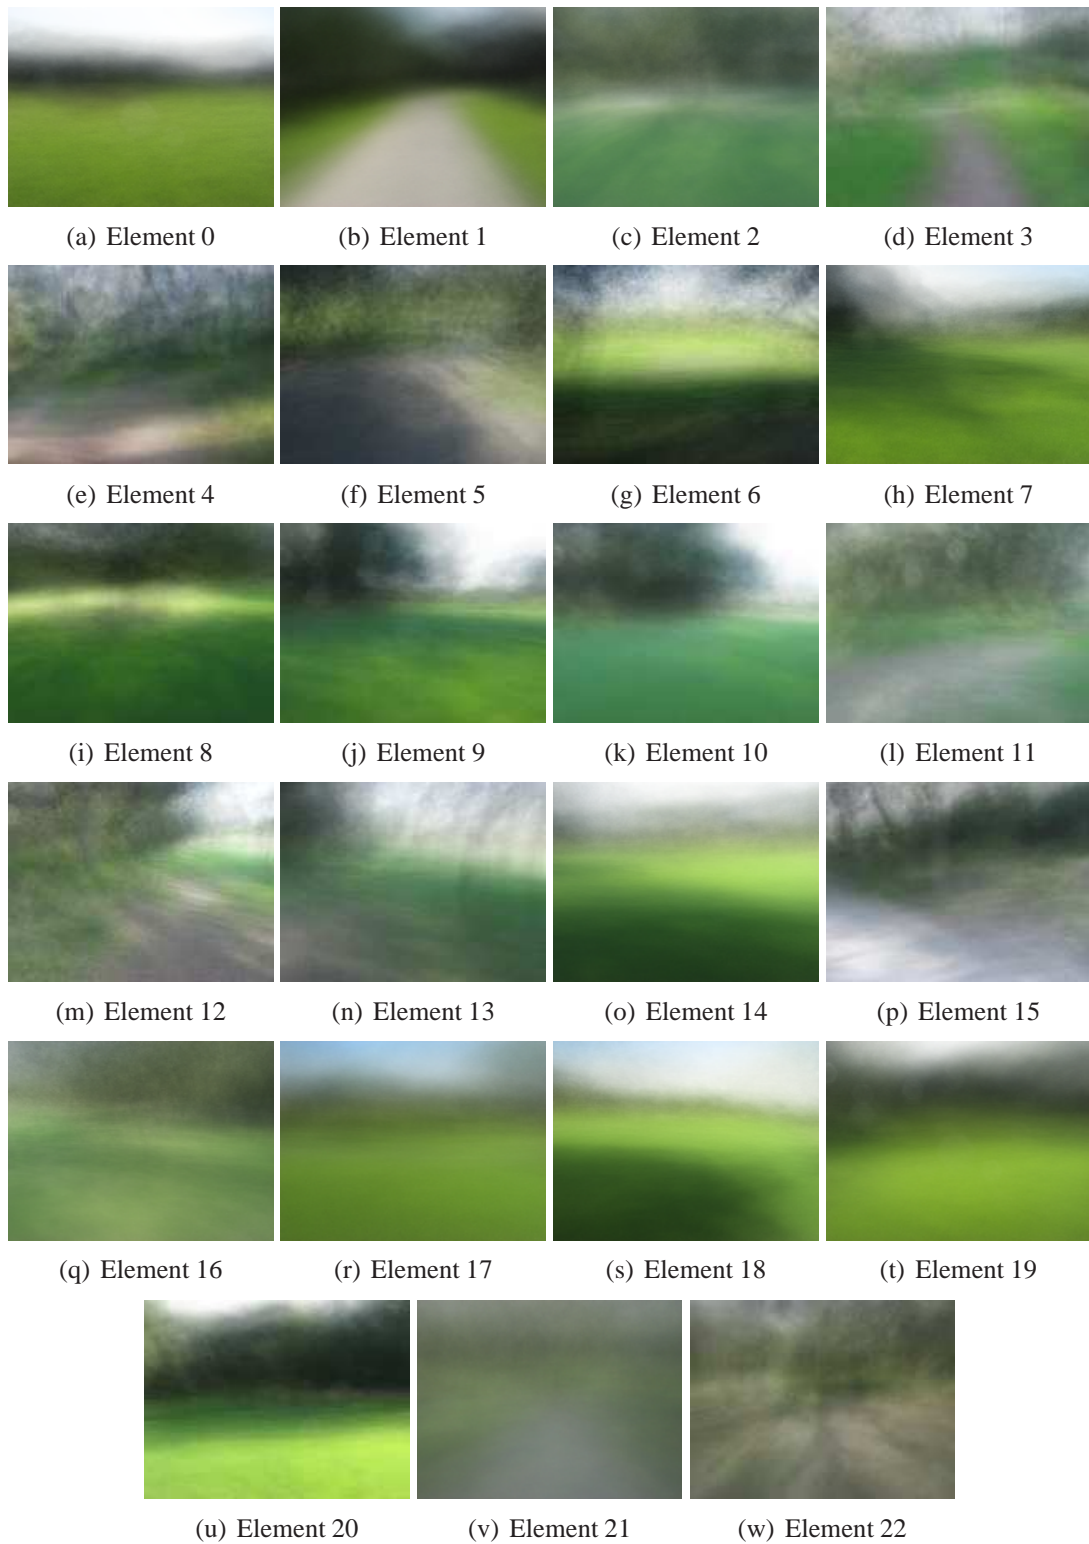 (a) Element 0 (b) Element 1 (c) Element 2 (d) Element 3
(e) Element 4 (f) Element 5 (g) Element 6 (h) Element 7
(i) Element 8 (j) Element 9 (k) Element 10 (l) Element 11
(m) Element 12 (n) Element 13 (o) Element 14 (p) Element 15
(q) Element 16 (r) Element 17 (s) Element 18 (t) Element 19
(u) Element 20 (v) Element 21 (w) Element 22